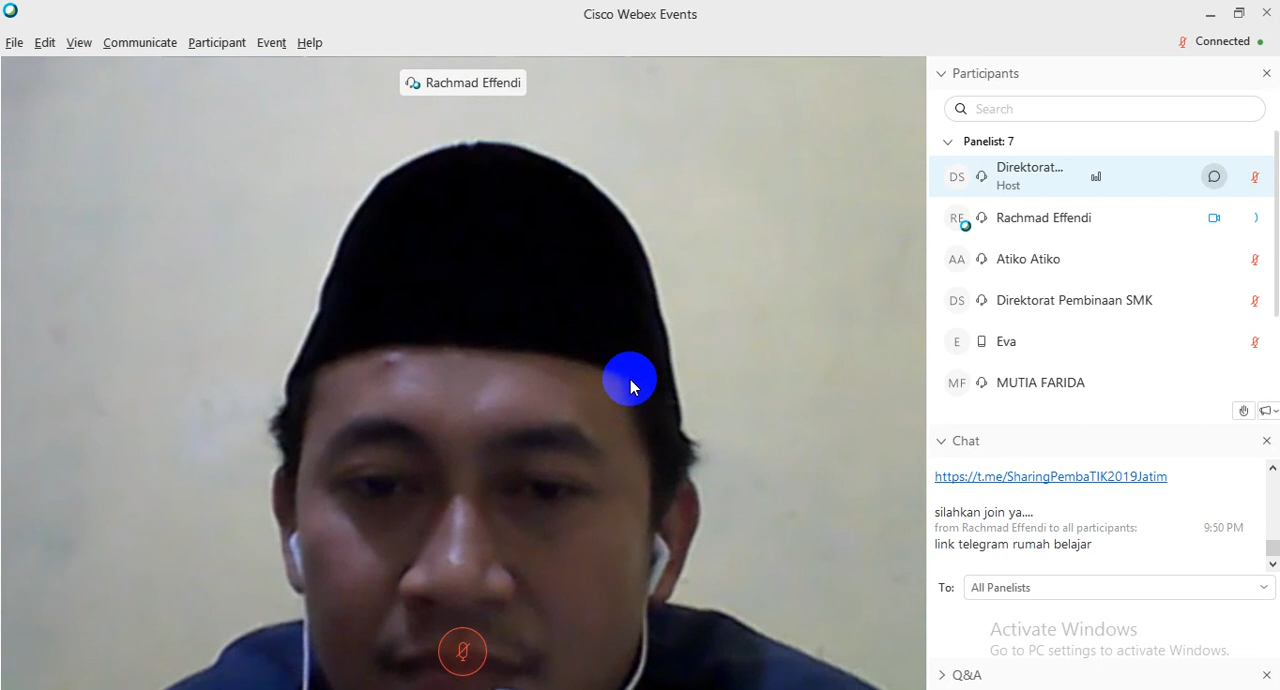 Cisco Webex Events
File Edit View Communicate Participant Event Help
Connected
Rachmad Effendi
Participants
Search
Panelist: 7
DS Direktorat...
Host
RE Rachmad Effendi
AA Atiko Atiko
DS Direktorat Pembinaan SMK
E Eva
MF MUTIA FARIDA
Chat
https://t.me/SharingPembaTIK2019Jatim
silahkan join ya....
from Rachmad Effendi to all participants: 9:50 PM
link telegram rumah belajar
To: All Panelists
Activate Windows
Go to PC settings to activate Windows.
Q&A